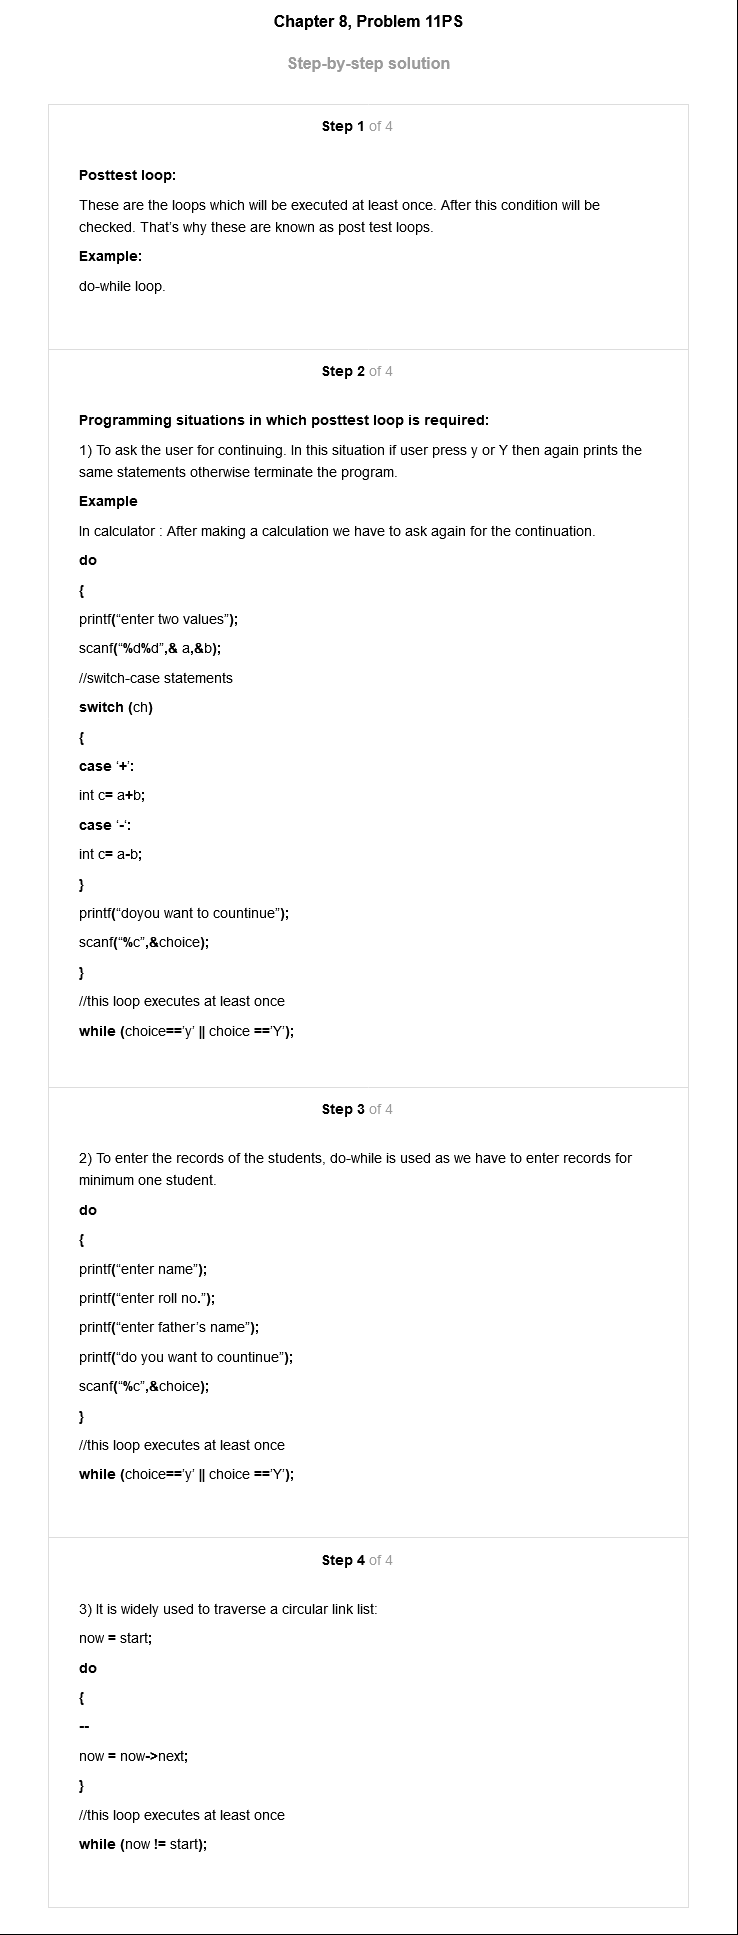 Chapter 8, Problem 11PS
Step-by-step solution
Step 1 of 4
Posttest loop:
These are the loops which will be executed at least once. After this condition will be
checked. That’s why these are known as post test loops.
Example:
do-while loop.
Step 2 of 4
Programming situations in which posttest loop is required:
1) To ask the user for continuing. In this situation if user press y or Y then again prints the
same statements otherwise terminate the program.
Example
In calculator : After making a calculation we have to ask again for the continuation.
do
{
printf(“enter two values”);
scanf(“%d%d”,& a,&b);
//switch-case statements
switch (ch)
{
case ‘+’:
int c= a+b;
case ‘-‘:
int c= a-b;
}
printf(“doyou want to countinue”);
scanf(“%c”,&choice);
}
//this loop executes at least once
while (choice==’y’ || choice ==’Y’);
Step 3 of 4
2) To enter the records of the students, do-while is used as we have to enter records for
minimum one student.
do
{
printf(“enter name”);
printf(“enter roll no.”);
printf(“enter father’s name”);
printf(“do you want to countinue”);
scanf(“%c”,&choice);
}
//this loop executes at least once
while (choice==’y’ || choice ==’Y’);
Step 4 of 4
3) It is widely used to traverse a circular link list:
now = start;
do
{
--
now = now->next;
}
//this loop executes at least once
while (now != start);